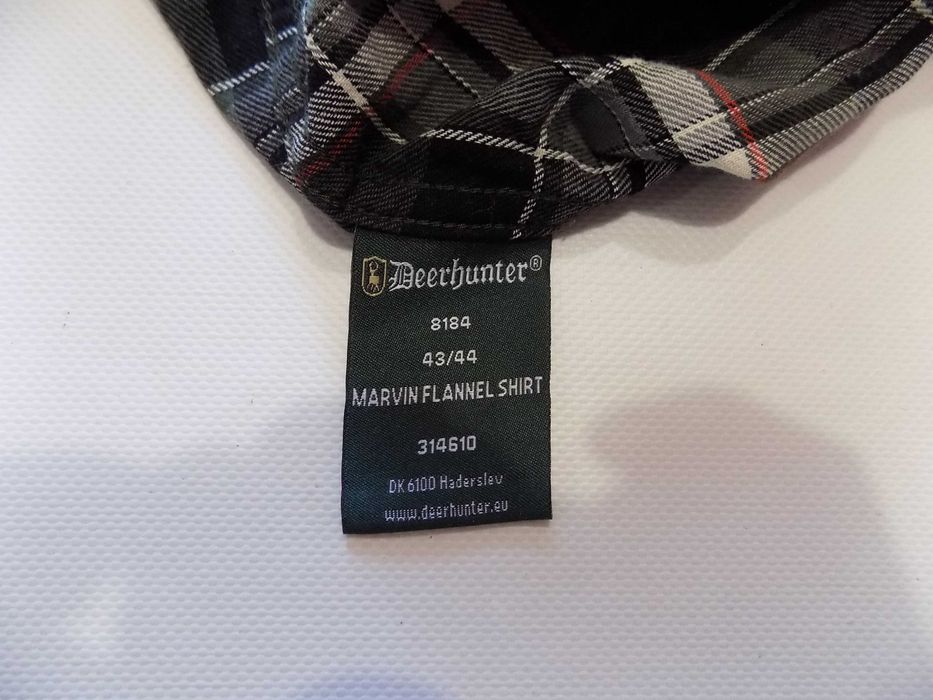 Deerhunter®
8184
43/44
MARVIN FLANNEL SHIRT
314610
DK 6100 Haderslev
www.deerhunter.eu